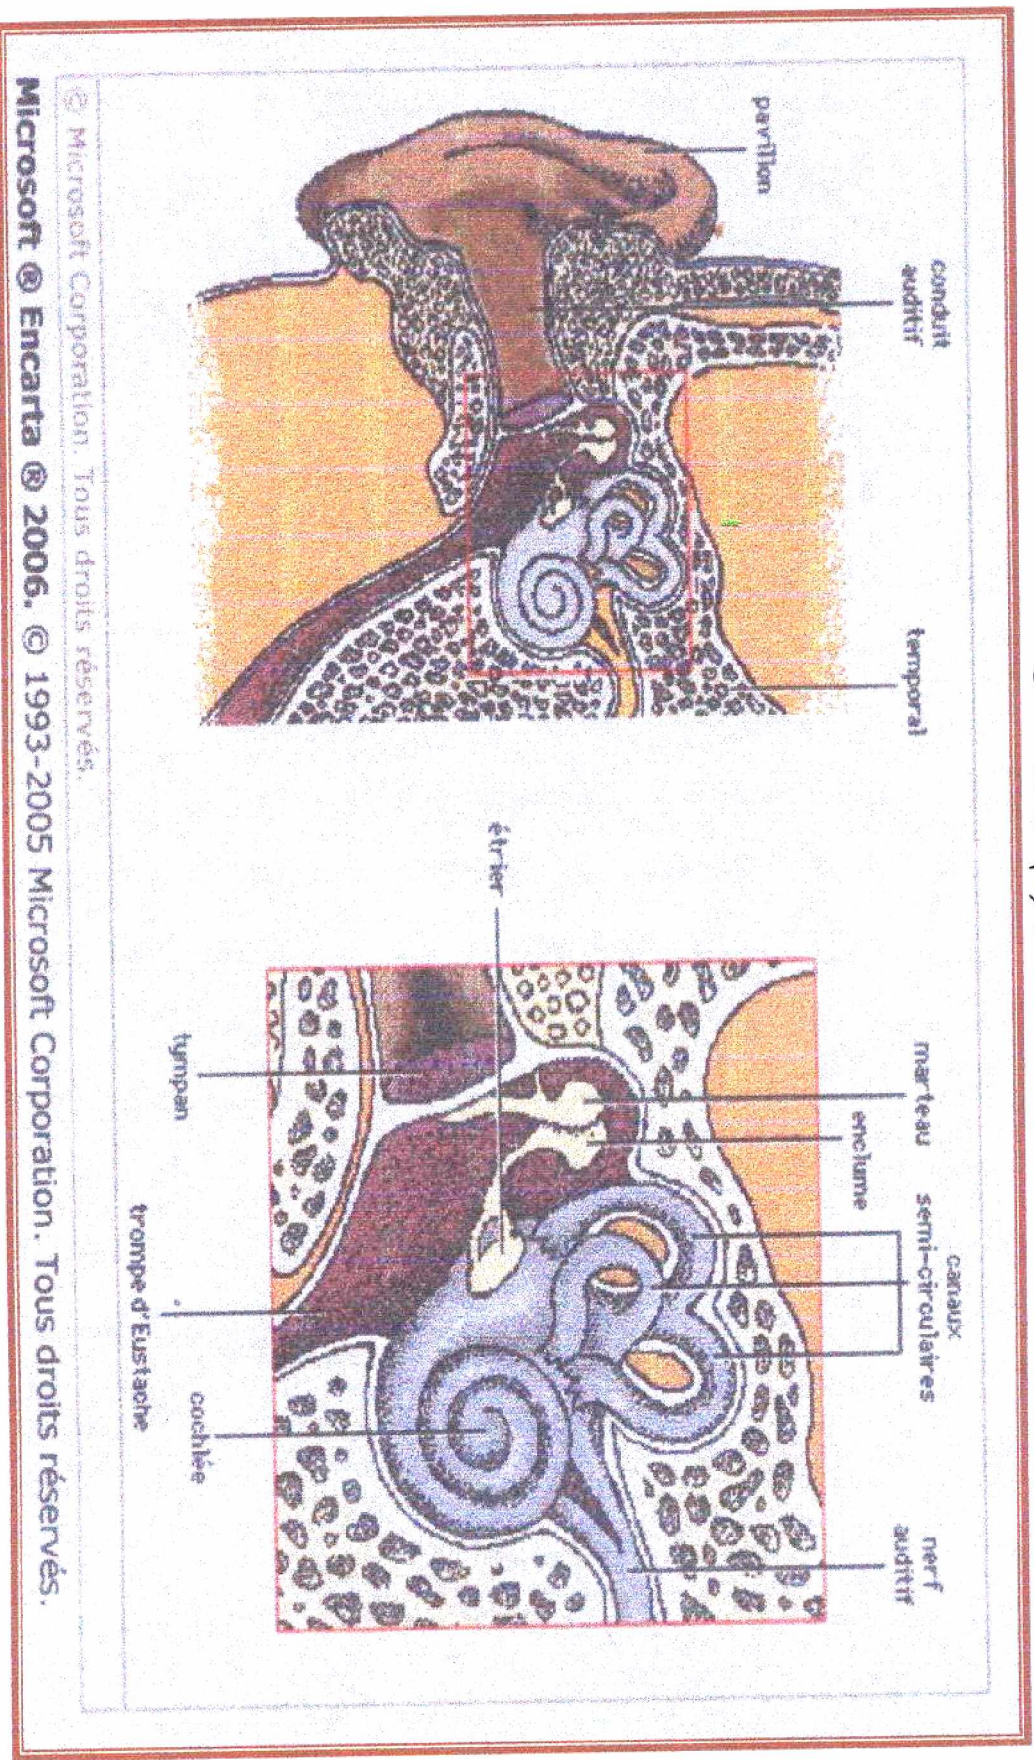 pavillon
conduit
auditif
temporal
étrier
marteau
enclume
canaux
semi-circulaires
nerf
auditif
tympan
trompe d'Eustache
cochlée
© Microsoft Corporation. Tous droits réservés.
Microsoft ® Encarta ® 2006. © 1993-2005 Microsoft Corporation. Tous droits réservés.